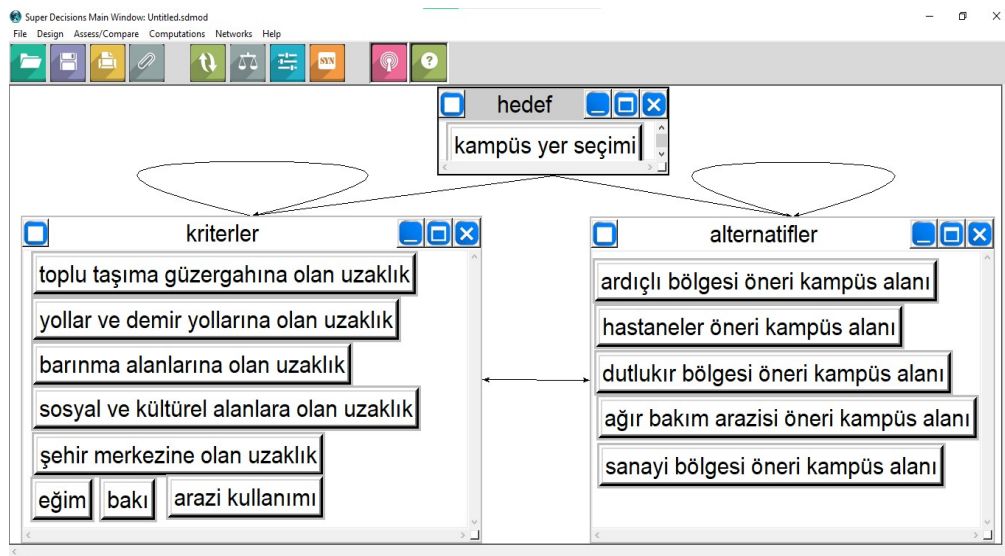 Super Decisions Main Window: Untitled.sdmod
File Design Assess/Compare Computations Networks Help
SYN ?
hedef
kampüs yer seçimi
kriterler
toplu taşıma güzergahına olan uzaklık
yollar ve demir yollarına olan uzaklık
barınma alanlarına olan uzaklık
sosyal ve kültürel alanlara olan uzaklık
şehir merkezine olan uzaklık
eğim bakı arazi kullanımı
alternatifler
ardıçlı bölgesi öneri kampüs alanı
hastaneler öneri kampüs alanı
dutlukır bölgesi öneri kampüs alanı
ağır bakım arazisi öneri kampüs alanı
sanayi bölgesi öneri kampüs alanı